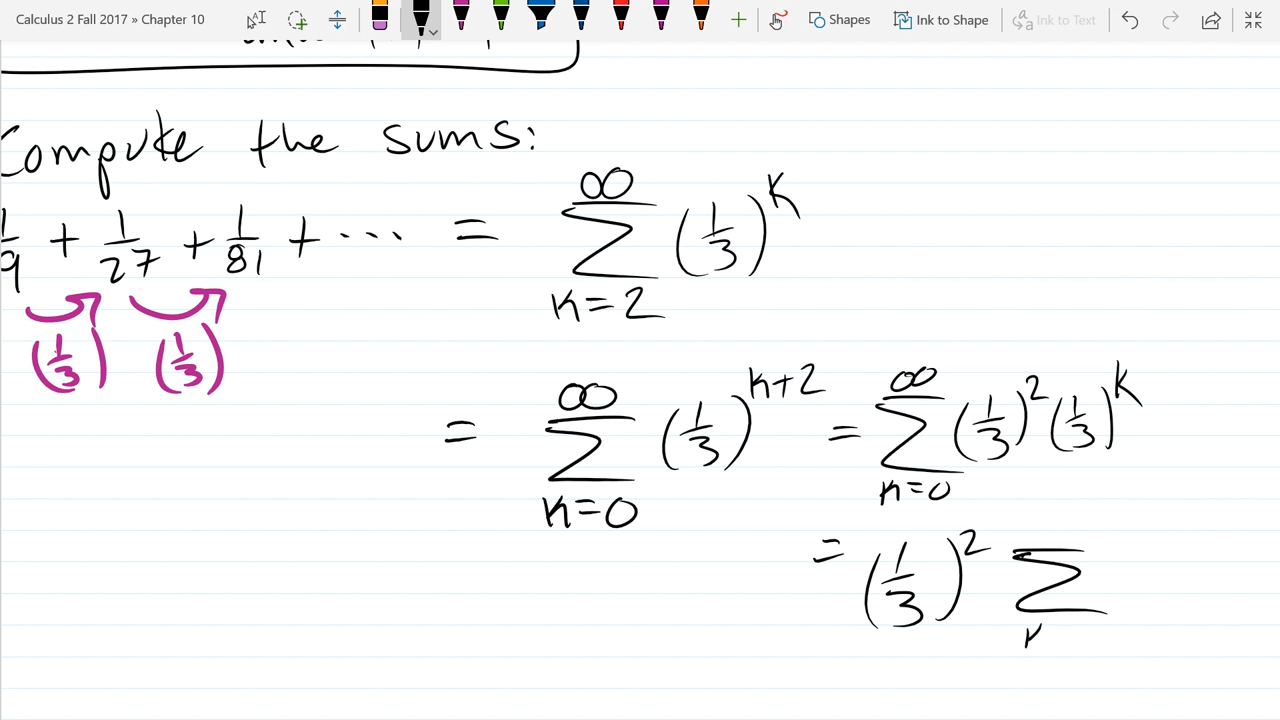 Calculus 2 Fall 2017 » Chapter 10
Shapes
Ink to Shape
Ink to Text
Compute the sums:
1/9 + 1/27 + 1/81 + ⋯ = ∑_{k=2}^{∞} (1/3)^k
(1/3) (1/3)
= ∑_{k=0}^{∞} (1/3)^{k+2} = ∑_{k=0}^{∞} (1/3)^2 (1/3)^k
= (1/3)^2 ∑